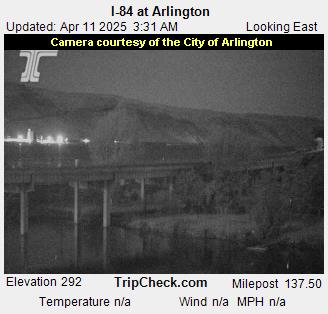 I-84 at Arlington
Updated: Apr 11 2025 3:31 AM Looking East
Camera courtesy of the City of Arlington
Elevation 292 TripCheck.com Milepost 137.50
Temperature n/a Wind n/a MPH n/a